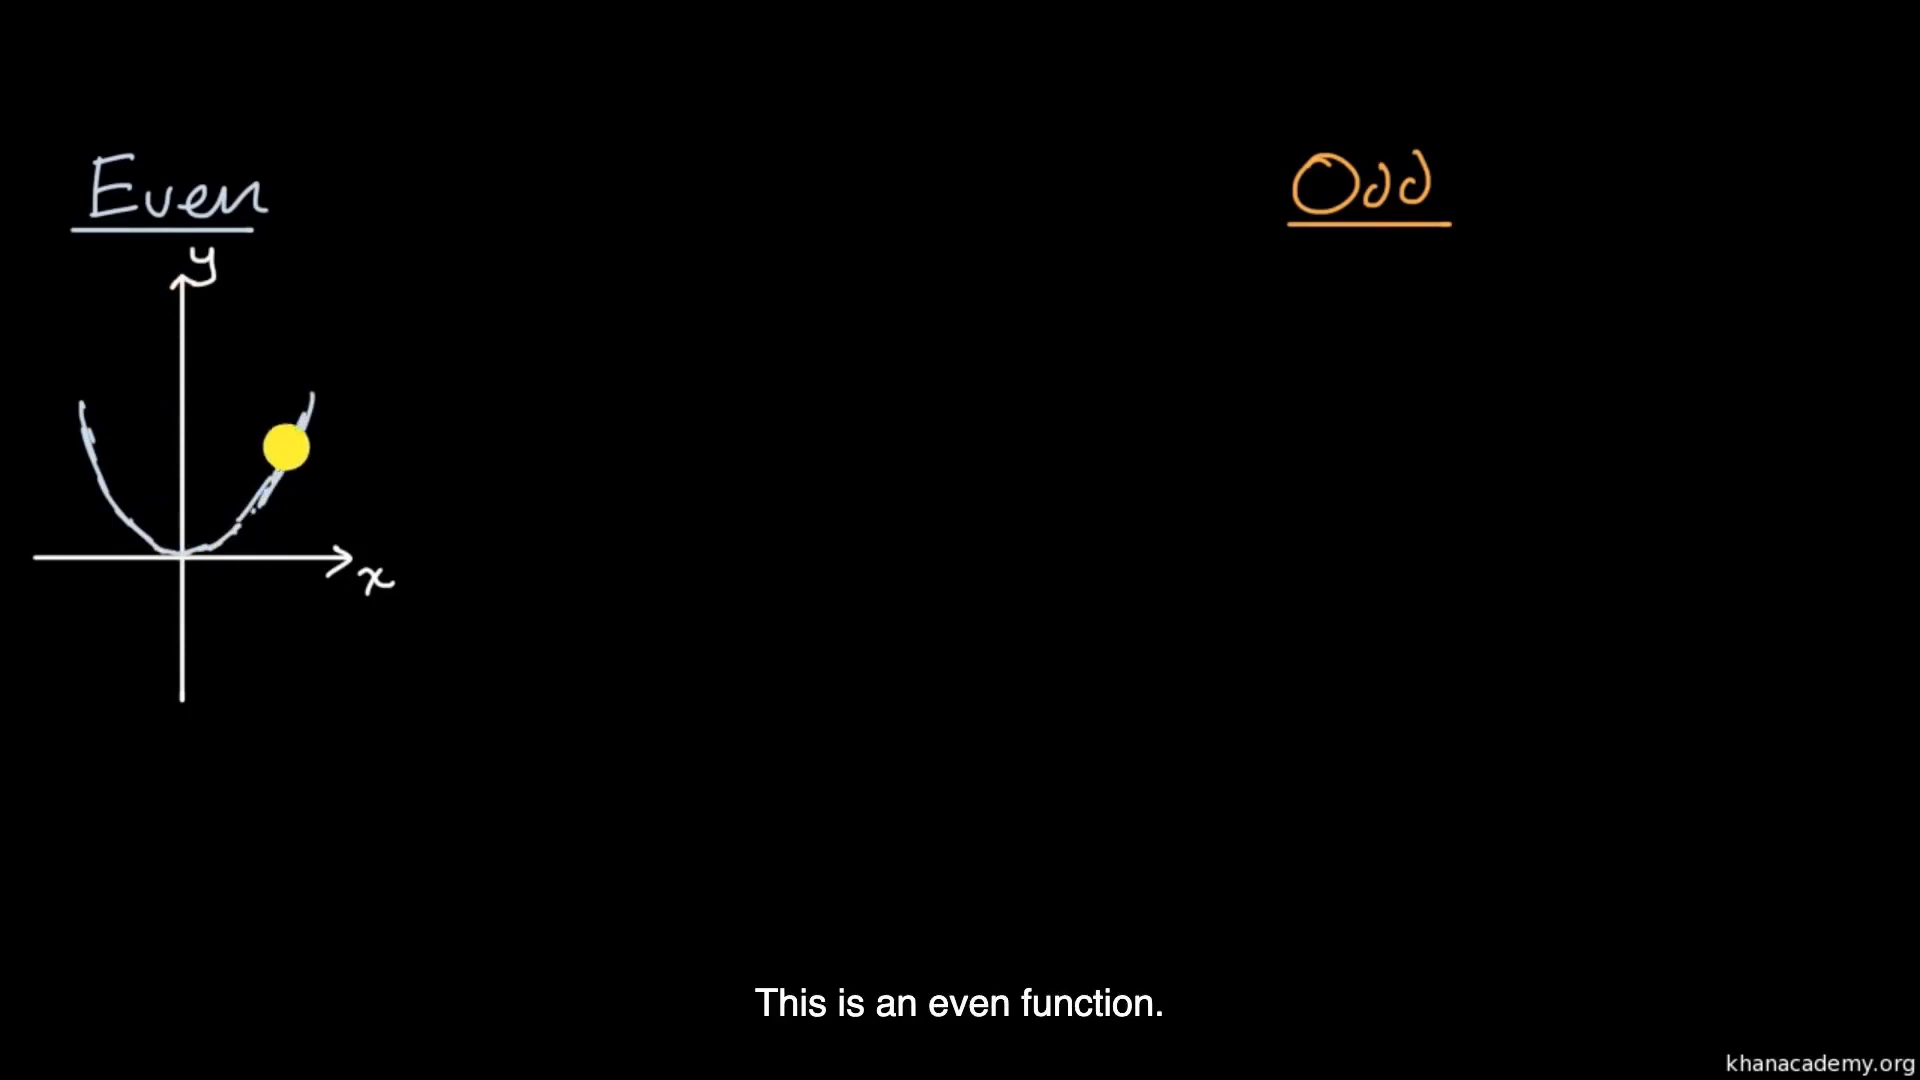 Even
Odd
y
x
This is an even function.
khanacademy.org